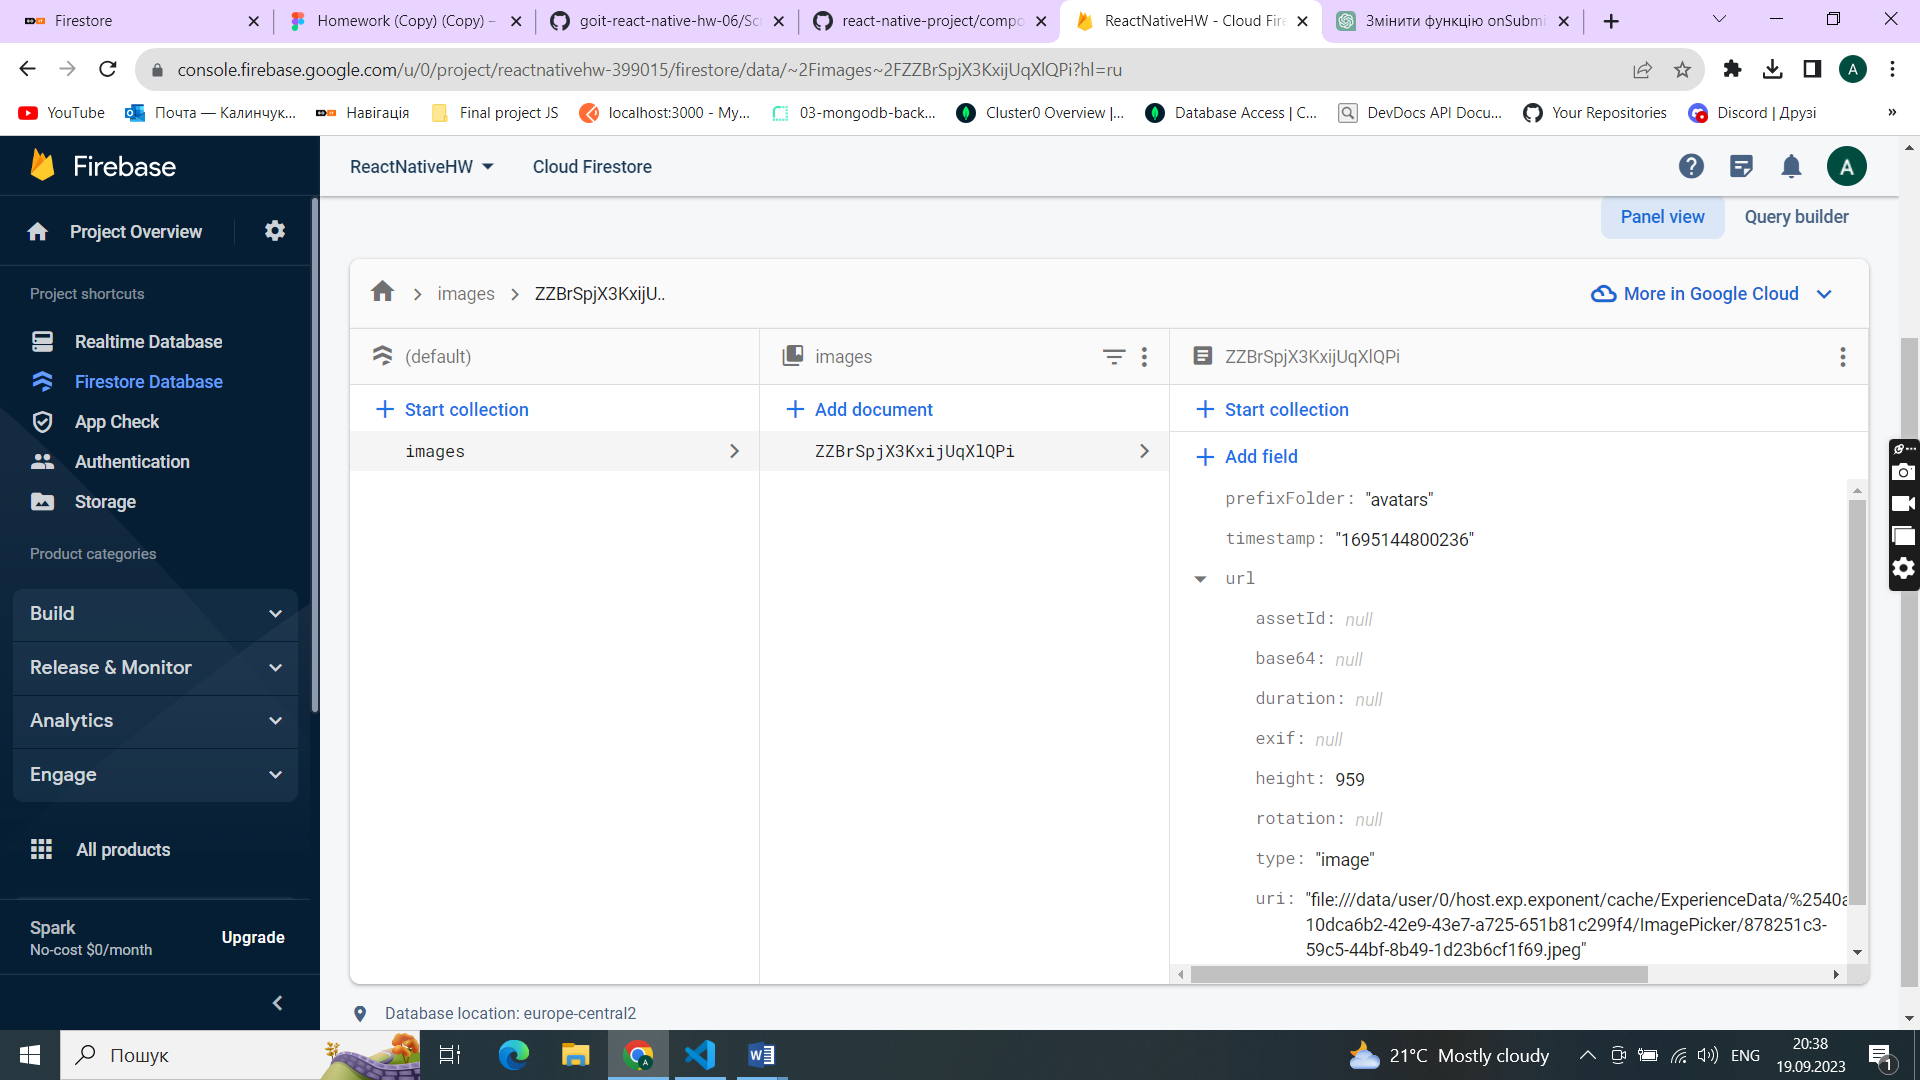 Firestore
Homework (Copy) (Copy) –
goit-react-native-hw-06/Scr
react-native-project/compo
ReactNativeHW - Cloud Fire
Змінити функцію onSubmi
console.firebase.google.com/u/0/project/reactnativehw-399015/firestore/data/~2Fimages~2FZZBrSpjX3KxijUqXlQPi?hl=ru
A
YouTube
Почта — Калинчук...
Навігація
Final project JS
localhost:3000 - My...
03-mongodb-back...
Cluster0 Overview |...
Database Access | C...
DevDocs API Docu...
Your Repositories
Discord | Друзі
»
Firebase
ReactNativeHW
Cloud Firestore
A
Project Overview
Panel view
Query builder
Project shortcuts
Realtime Database
Firestore Database
App Check
Authentication
Storage
Product categories
Build
Release & Monitor
Analytics
Engage
All products
Spark
No-cost $0/month
Upgrade
images
ZZBrSpjX3KxijU..
More in Google Cloud
(default)
Start collection
images
images
Add document
ZZBrSpjX3KxijUqXlQPi
ZZBrSpjX3KxijUqXlQPi
Start collection
Add field
prefixFolder: "avatars"
timestamp: "1695144800236"
url
assetId: null
base64: null
duration: null
exif: null
height: 959
rotation: null
type: "image"
uri: "file:///data/user/0/host.exp.exponent/cache/ExperienceData/%2540a
10dca6b2-42e9-43e7-a725-651b81c299f4/ImagePicker/878251c3-
59c5-44bf-8b49-1d23b6cf1f69.jpeg"
Database location: europe-central2
Пошук
21°C Mostly cloudy
ENG
20:38
19.09.2023
1